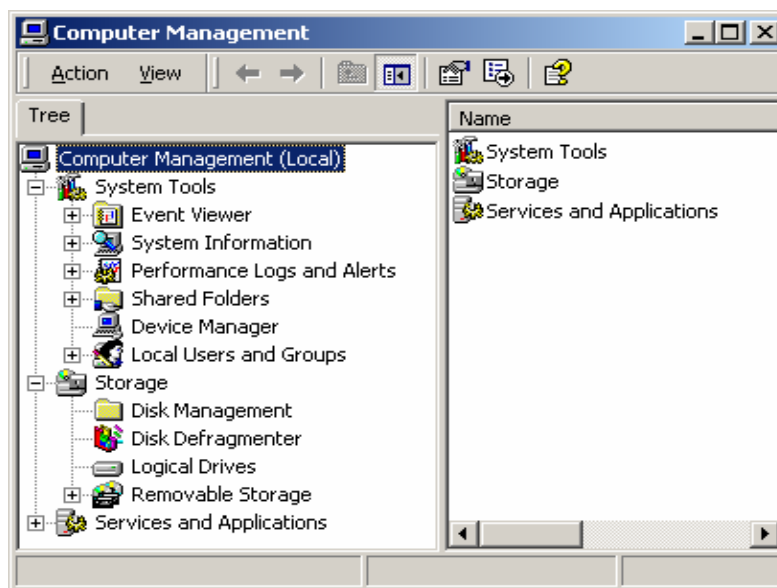 Computer Management
Action View
Tree
Name
Computer Management (Local)
System Tools
Event Viewer
System Information
Performance Logs and Alerts
Shared Folders
Device Manager
Local Users and Groups
Storage
Disk Management
Disk Defragmenter
Logical Drives
Removable Storage
Services and Applications
System Tools
Storage
Services and Applications